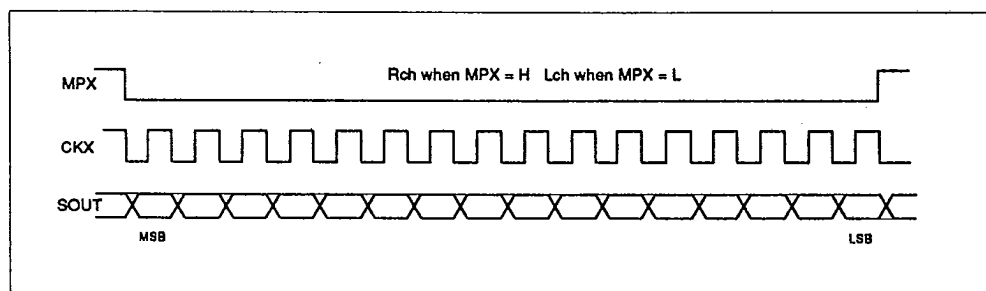 MPX
Rch when MPX = H Lch when MPX = L
CKX
SOUT
MSB
LSB